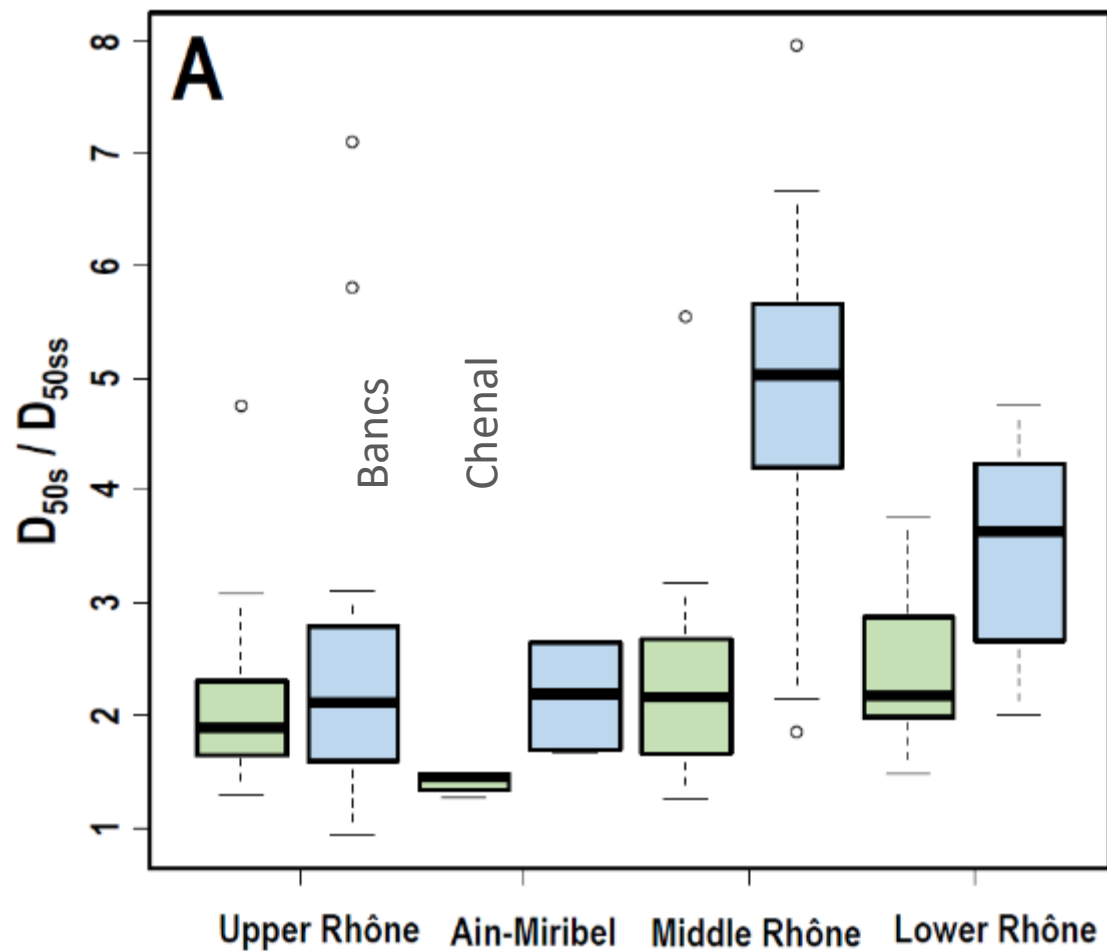 A
8
7
6
5
4
3
2
1
D50s / D50ss
Bancs
Chenal
Upper Rhône
Ain-Miribel
Middle Rhône
Lower Rhône